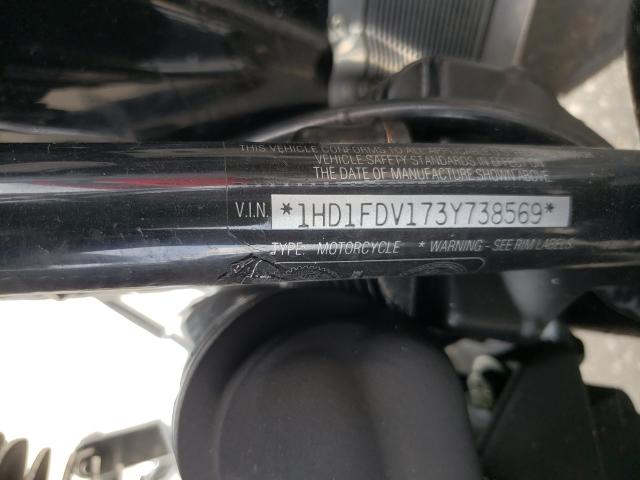 THIS VEHICLE CONFORMS TO ALL
VEHICLE SAFETY STANDARDS IN EFFECT ON
THE DATE OF MANUFACTURE SHOWN ABOVE
V.I.N. *1HD1FDV173Y738569*
TYPE: MOTORCYCLE * WARNING - SEE RIM LABELS